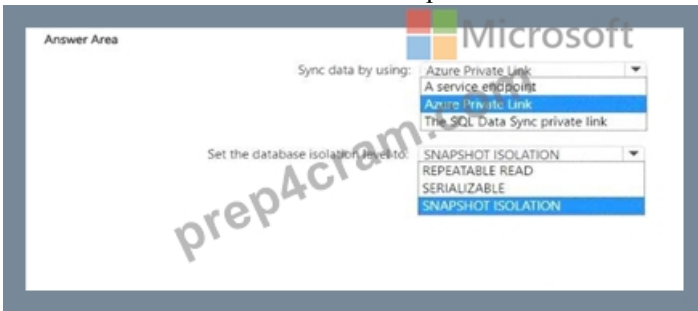 Microsoft
Answer Area
Sync data by using: Azure Private Link
A service endpoint
Azure Private Link
The SQL Data Sync private link
Set the database isolation level to: SNAPSHOT ISOLATION
REPEATABLE READ
SERIALIZABLE
SNAPSHOT ISOLATION
prep4cram.com